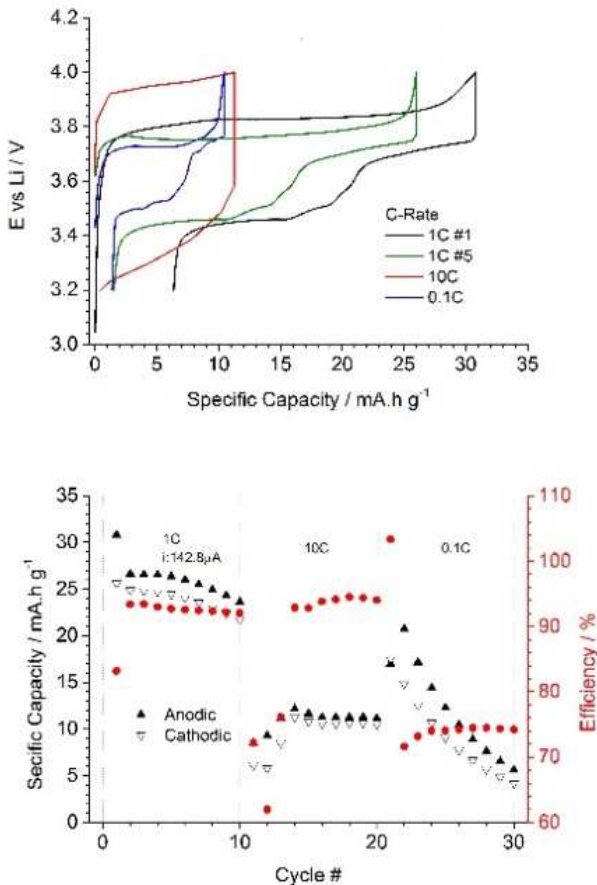 E vs Li / V
4.0
3.8
3.6
3.4
3.2
3.0
C-Rate
1C #1
1C #5
10C
0.1C
0 5 10 15 20 25 30 35
Specific Capacity / mA.h g-1
Secific Capacity / mA.h g-1
35
30
25
20
15
10
5
0
1C
i:142.8µA
10C
0.1C
Anodic
Cathodic
110
100
90
80
70
60
Efficiency / %
0 10 20 30
Cycle #